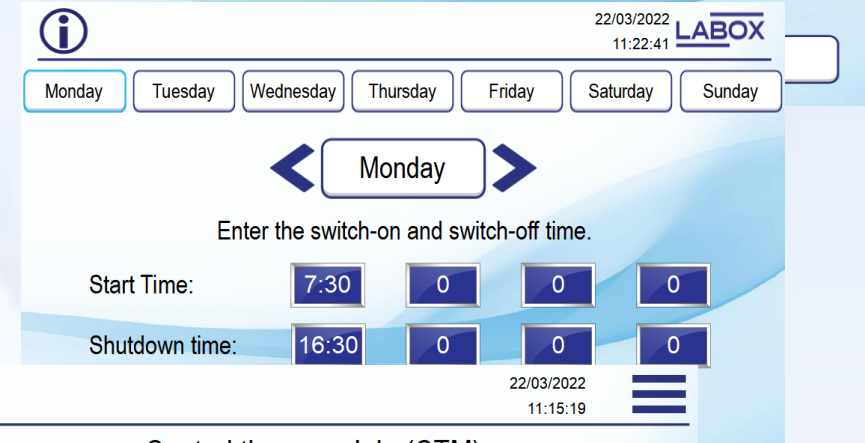 22/03/2022
11:22:41
LABOX
Monday Tuesday Wednesday Thursday Friday Saturday Sunday
Monday
Enter the switch-on and switch-off time.
Start Time: 7:30 0 0 0
Shutdown time: 16:30 0 0 0
22/03/2022
11:15:19